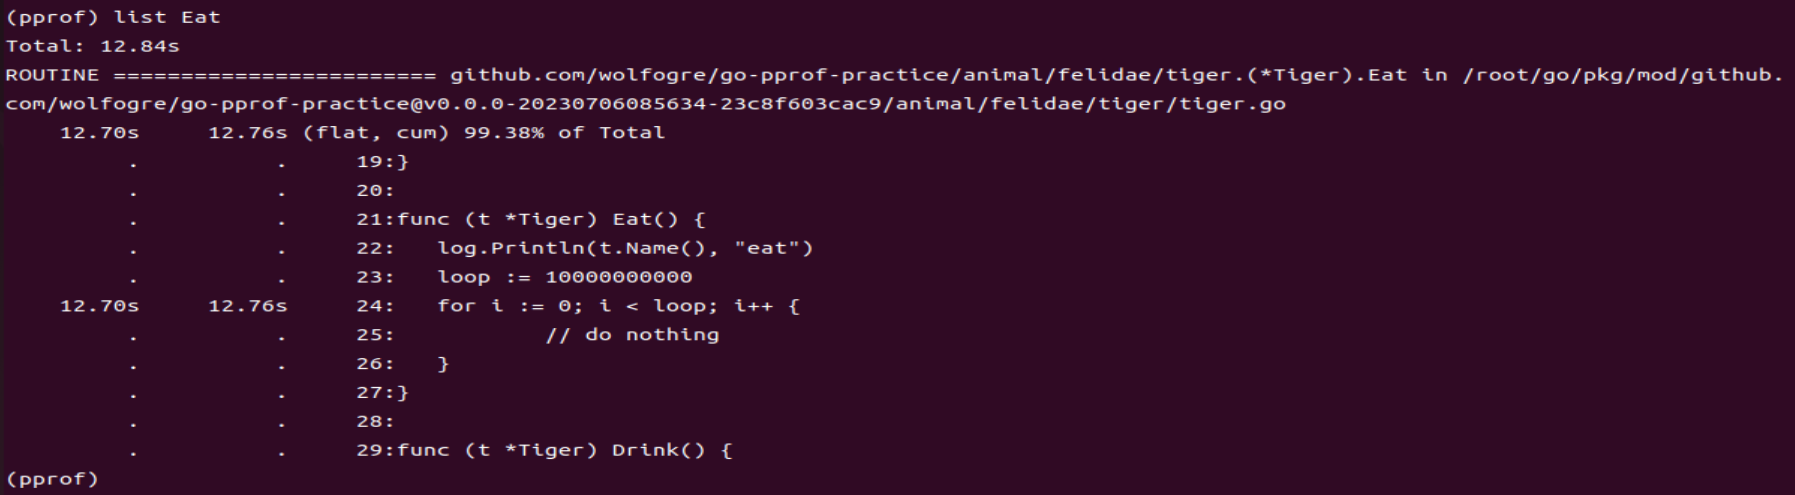 (pprof) list Eat
Total: 12.84s
ROUTINE ======================== github.com/wolfogre/go-pprof-practice/animal/felidae/tiger.(*Tiger).Eat in /root/go/pkg/mod/github.
com/wolfogre/go-pprof-practice@v0.0.0-20230706085634-23c8f603cac9/animal/felidae/tiger/tiger.go
    12.70s     12.76s (flat, cum) 99.38% of Total
         .          .     19:}
         .          .     20:
         .          .     21:func (t *Tiger) Eat() {
         .          .     22:   log.Println(t.Name(), "eat")
         .          .     23:   loop := 10000000000
    12.70s     12.76s     24:   for i := 0; i < loop; i++ {
         .          .     25:           // do nothing
         .          .     26:   }
         .          .     27:}
         .          .     28:
         .          .     29:func (t *Tiger) Drink() {
(pprof)